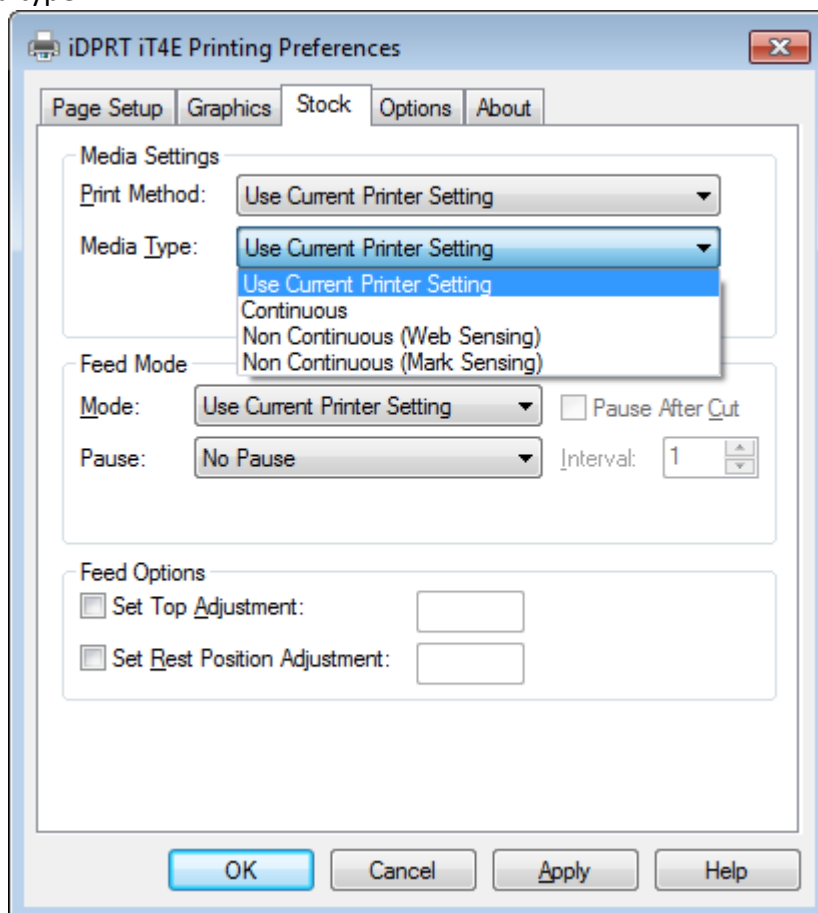 iDPRT iT4E Printing Preferences
Page Setup Graphics Stock Options About
Media Settings
Print Method: Use Current Printer Setting
Media Type: Use Current Printer Setting
Use Current Printer Setting
Continuous
Non Continuous (Web Sensing)
Non Continuous (Mark Sensing)
Feed Mode
Mode: Use Current Printer Setting Pause After Cut
Pause: No Pause Interval: 1
Feed Options
Set Top Adjustment:
Set Rest Position Adjustment:
OK Cancel Apply Help